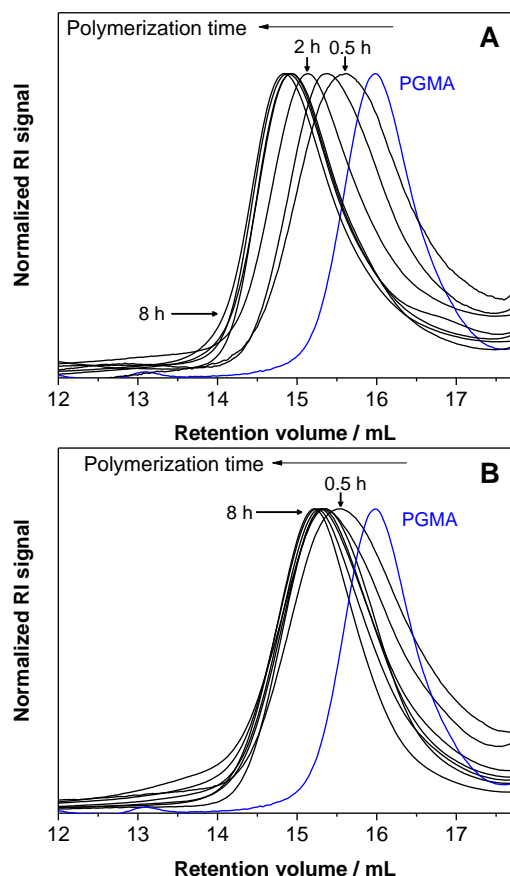 Polymerization time
A
2 h
0.5 h
PGMA
8 h
Normalized RI signal
12 13 14 15 16 17
Retention volume / mL
Polymerization time
B
0.5 h
8 h
PGMA
Normalized RI signal
12 13 14 15 16 17
Retention volume / mL